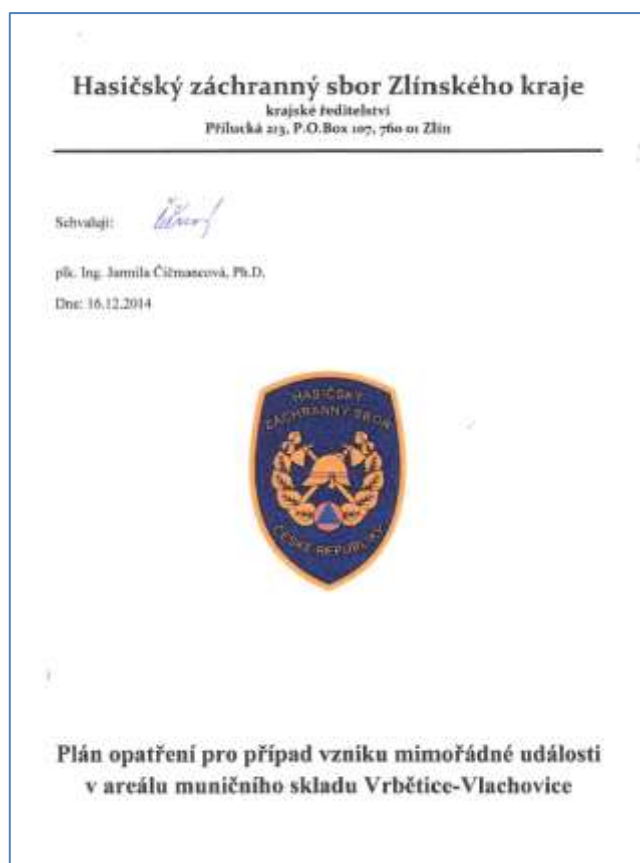 Hasičský záchranný sbor Zlínského kraje
krajské ředitelství
Přílucká 213, P.O.Box 107, 760 01 Zlín
Schvaluji:
plk. Ing. Jarmila Čičmancová, Ph.D.
Dne: 16.12.2014
HASIČSKÝ
ZÁCHRANNÝ SBOR
ČESKÉ REPUBLIKY
Plán opatření pro případ vzniku mimořádné události
v areálu muničního skladu Vrbětice-Vlachovice